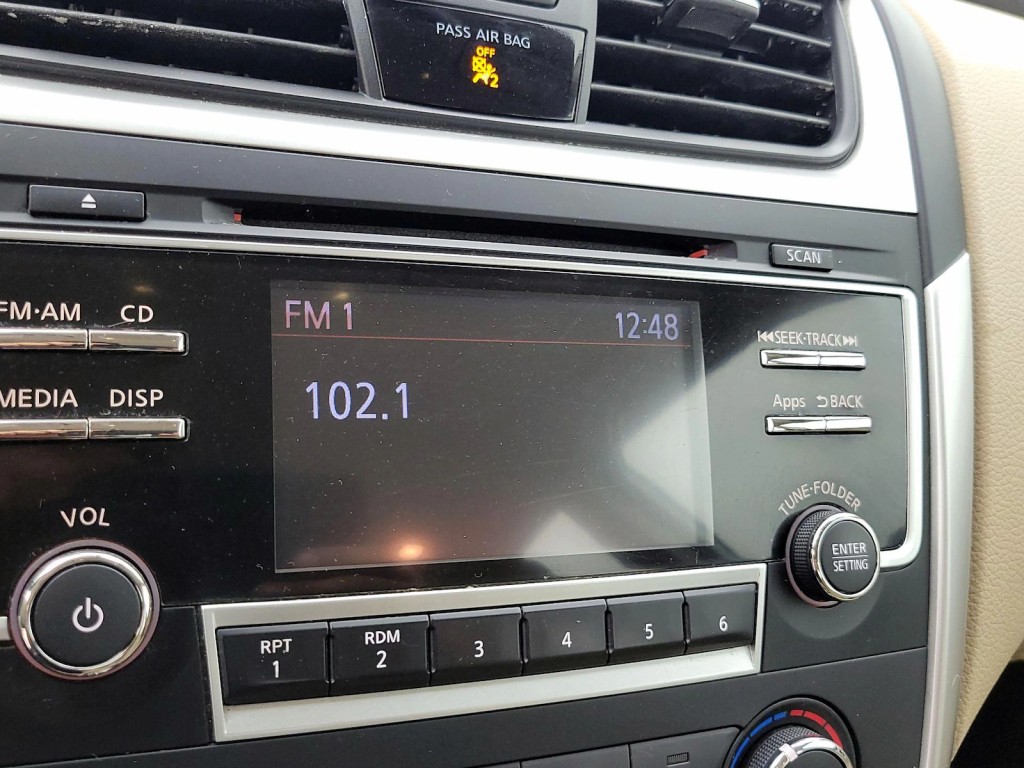 PASS AIR BAG
OFF
2
SCAN
FM·AM CD
FM 1 12:48
SEEK·TRACK
102.1
MEDIA DISP
Apps BACK
TUNE·FOLDER
VOL
ENTER
SETTING
RPT RDM
1 2 3 4 5 6